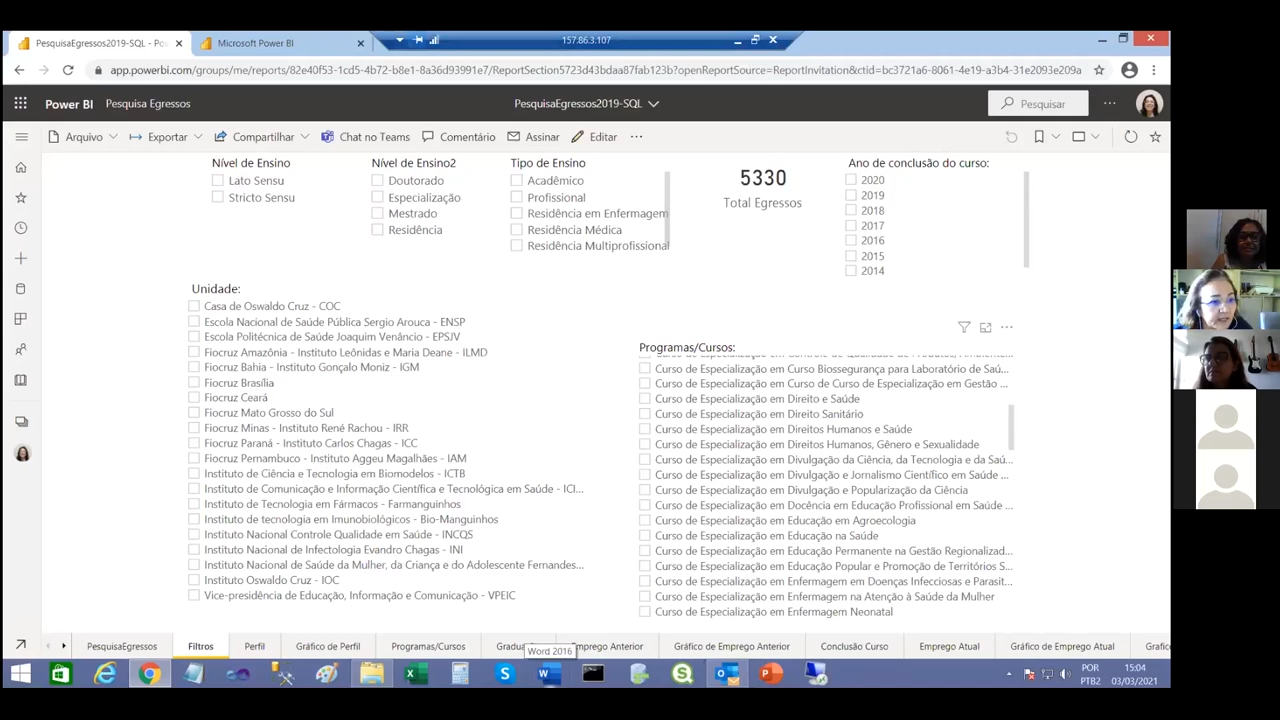 PesquisaEgressos2019-SQL - Po
Microsoft Power BI
157.86.3.107
app.powerbi.com/groups/me/reports/82e40f53-1cd5-4b72-b8e1-8a36d93991e7/ReportSection5723d43bdaa87fab123b?openReportSource=ReportInvitation&ctid=bc3721a6-8061-4e19-a3b4-31e2093e209a
Power BI
Pesquisa Egressos
PesquisaEgressos2019-SQL
Pesquisar
Arquivo
Exportar
Compartilhar
Chat no Teams
Comentário
Assinar
Editar
Nível de Ensino
Lato Sensu
Stricto Sensu
Nível de Ensino2
Doutorado
Especialização
Mestrado
Residência
Tipo de Ensino
Acadêmico
Profissional
Residência em Enfermagem
Residência Médica
Residência Multiprofissional
5330
Total Egressos
Ano de conclusão do curso:
2020
2019
2018
2017
2016
2015
2014
Unidade:
Casa de Oswaldo Cruz - COC
Escola Nacional de Saúde Pública Sergio Arouca - ENSP
Escola Politécnica de Saúde Joaquim Venâncio - EPSJV
Fiocruz Amazônia - Instituto Leônidas e Maria Deane - ILMD
Fiocruz Bahia - Instituto Gonçalo Moniz - IGM
Fiocruz Brasília
Fiocruz Ceará
Fiocruz Mato Grosso do Sul
Fiocruz Minas - Instituto René Rachou - IRR
Fiocruz Paraná - Instituto Carlos Chagas - ICC
Fiocruz Pernambuco - Instituto Aggeu Magalhães - IAM
Instituto de Ciência e Tecnologia em Biomodelos - ICTB
Instituto de Comunicação e Informação Científica e Tecnológica em Saúde - ICI...
Instituto de Tecnologia em Fármacos - Farmanguinhos
Instituto de tecnologia em Imunobiológicos - Bio-Manguinhos
Instituto Nacional Controle Qualidade em Saúde - INCQS
Instituto Nacional de Infectologia Evandro Chagas - INI
Instituto Nacional de Saúde da Mulher, da Criança e do Adolescente Fernandes...
Instituto Oswaldo Cruz - IOC
Vice-presidência de Educação, Informação e Comunicação - VPEIC
Programas/Cursos:
Curso de Especialização em Controle de Qualidade de Produtos, Ambiente...
Curso de Especialização em Curso Biossegurança para Laboratório de Saú...
Curso de Especialização em Curso de Curso de Especialização em Gestão ...
Curso de Especialização em Direito e Saúde
Curso de Especialização em Direito Sanitário
Curso de Especialização em Direitos Humanos e Saúde
Curso de Especialização em Direitos Humanos, Gênero e Sexualidade
Curso de Especialização em Divulgação da Ciência, da Tecnologia e da Saú...
Curso de Especialização em Divulgação e Jornalismo Científico em Saúde ...
Curso de Especialização em Divulgação e Popularização da Ciência
Curso de Especialização em Docência em Educação Profissional em Saúde ...
Curso de Especialização em Educação em Agroecologia
Curso de Especialização em Educação na Saúde
Curso de Especialização em Educação Permanente na Gestão Regionalizad...
Curso de Especialização em Educação Popular e Promoção de Territórios S...
Curso de Especialização em Enfermagem em Doenças Infecciosas e Parasit...
Curso de Especialização em Enfermagem na Atenção à Saúde da Mulher
Curso de Especialização em Enfermagem Neonatal
PesquisaEgressos
Filtros
Perfil
Gráfico de Perfil
Programas/Cursos
Gradua
Emprego Anterior
Gráfico de Emprego Anterior
Conclusão Curso
Emprego Atual
Gráfico de Emprego Atual
Grafico
Word 2016
POR
PTB2
15:04
03/03/2021